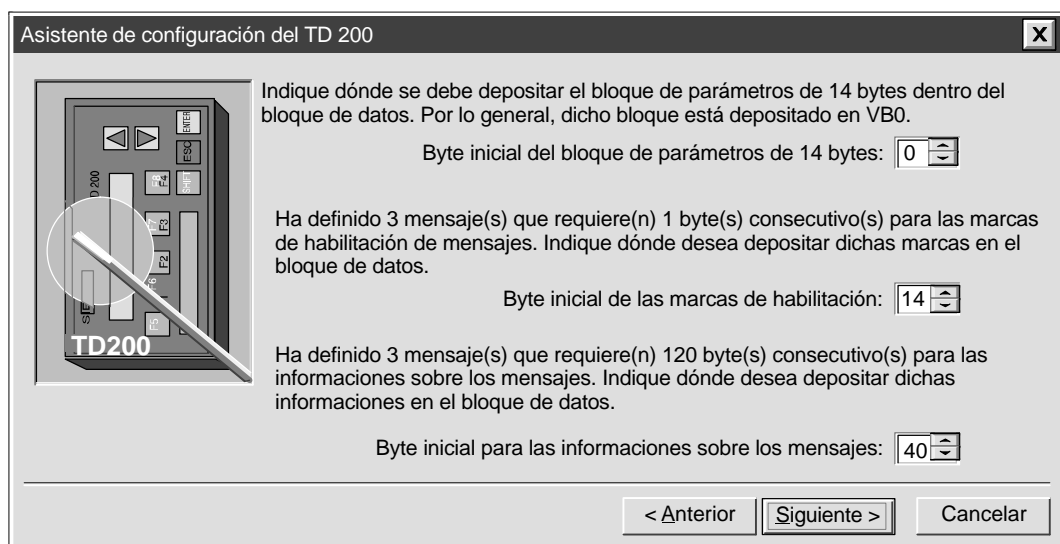 Asistente de configuración del TD 200
X
Indique dónde se debe depositar el bloque de parámetros de 14 bytes dentro del
bloque de datos. Por lo general, dicho bloque está depositado en VB0.
Byte inicial del bloque de parámetros de 14 bytes: 0
Ha definido 3 mensaje(s) que requiere(n) 1 byte(s) consecutivo(s) para las marcas
de habilitación de mensajes. Indique dónde desea depositar dichas marcas en el
bloque de datos.
Byte inicial de las marcas de habilitación: 14
Ha definido 3 mensaje(s) que requiere(n) 120 byte(s) consecutivo(s) para las
informaciones sobre los mensajes. Indique dónde desea depositar dichas
informaciones en el bloque de datos.
Byte inicial para las informaciones sobre los mensajes: 40
ENTER
ESC
SHIFT
F8
F4
F3
F2
F6
F5
TD200
< Anterior
Siguiente >
Cancelar